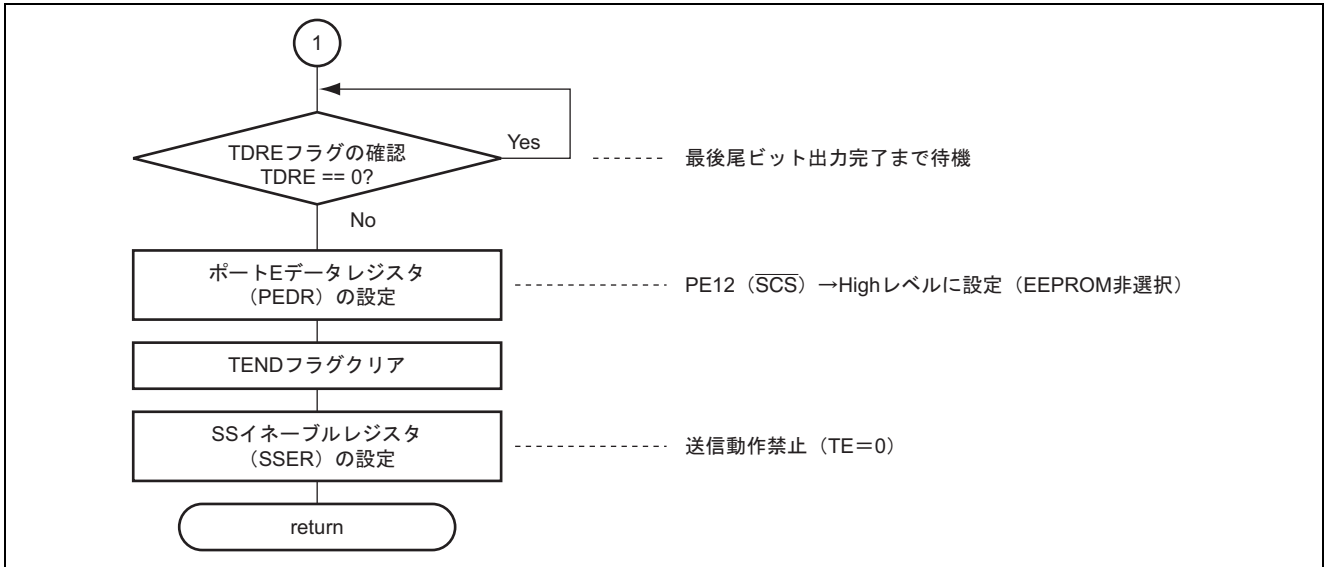 1
TDREフラグの確認
TDRE == 0?
Yes
最後尾ビット出力完了まで待機
No
ポートEデータレジスタ
（PEDR）の設定
PE12（SCS）→Highレベルに設定（EEPROM非選択）
TENDフラグクリア
SSイネーブルレジスタ
（SSER）の設定
送信動作禁止（TE＝0）
return